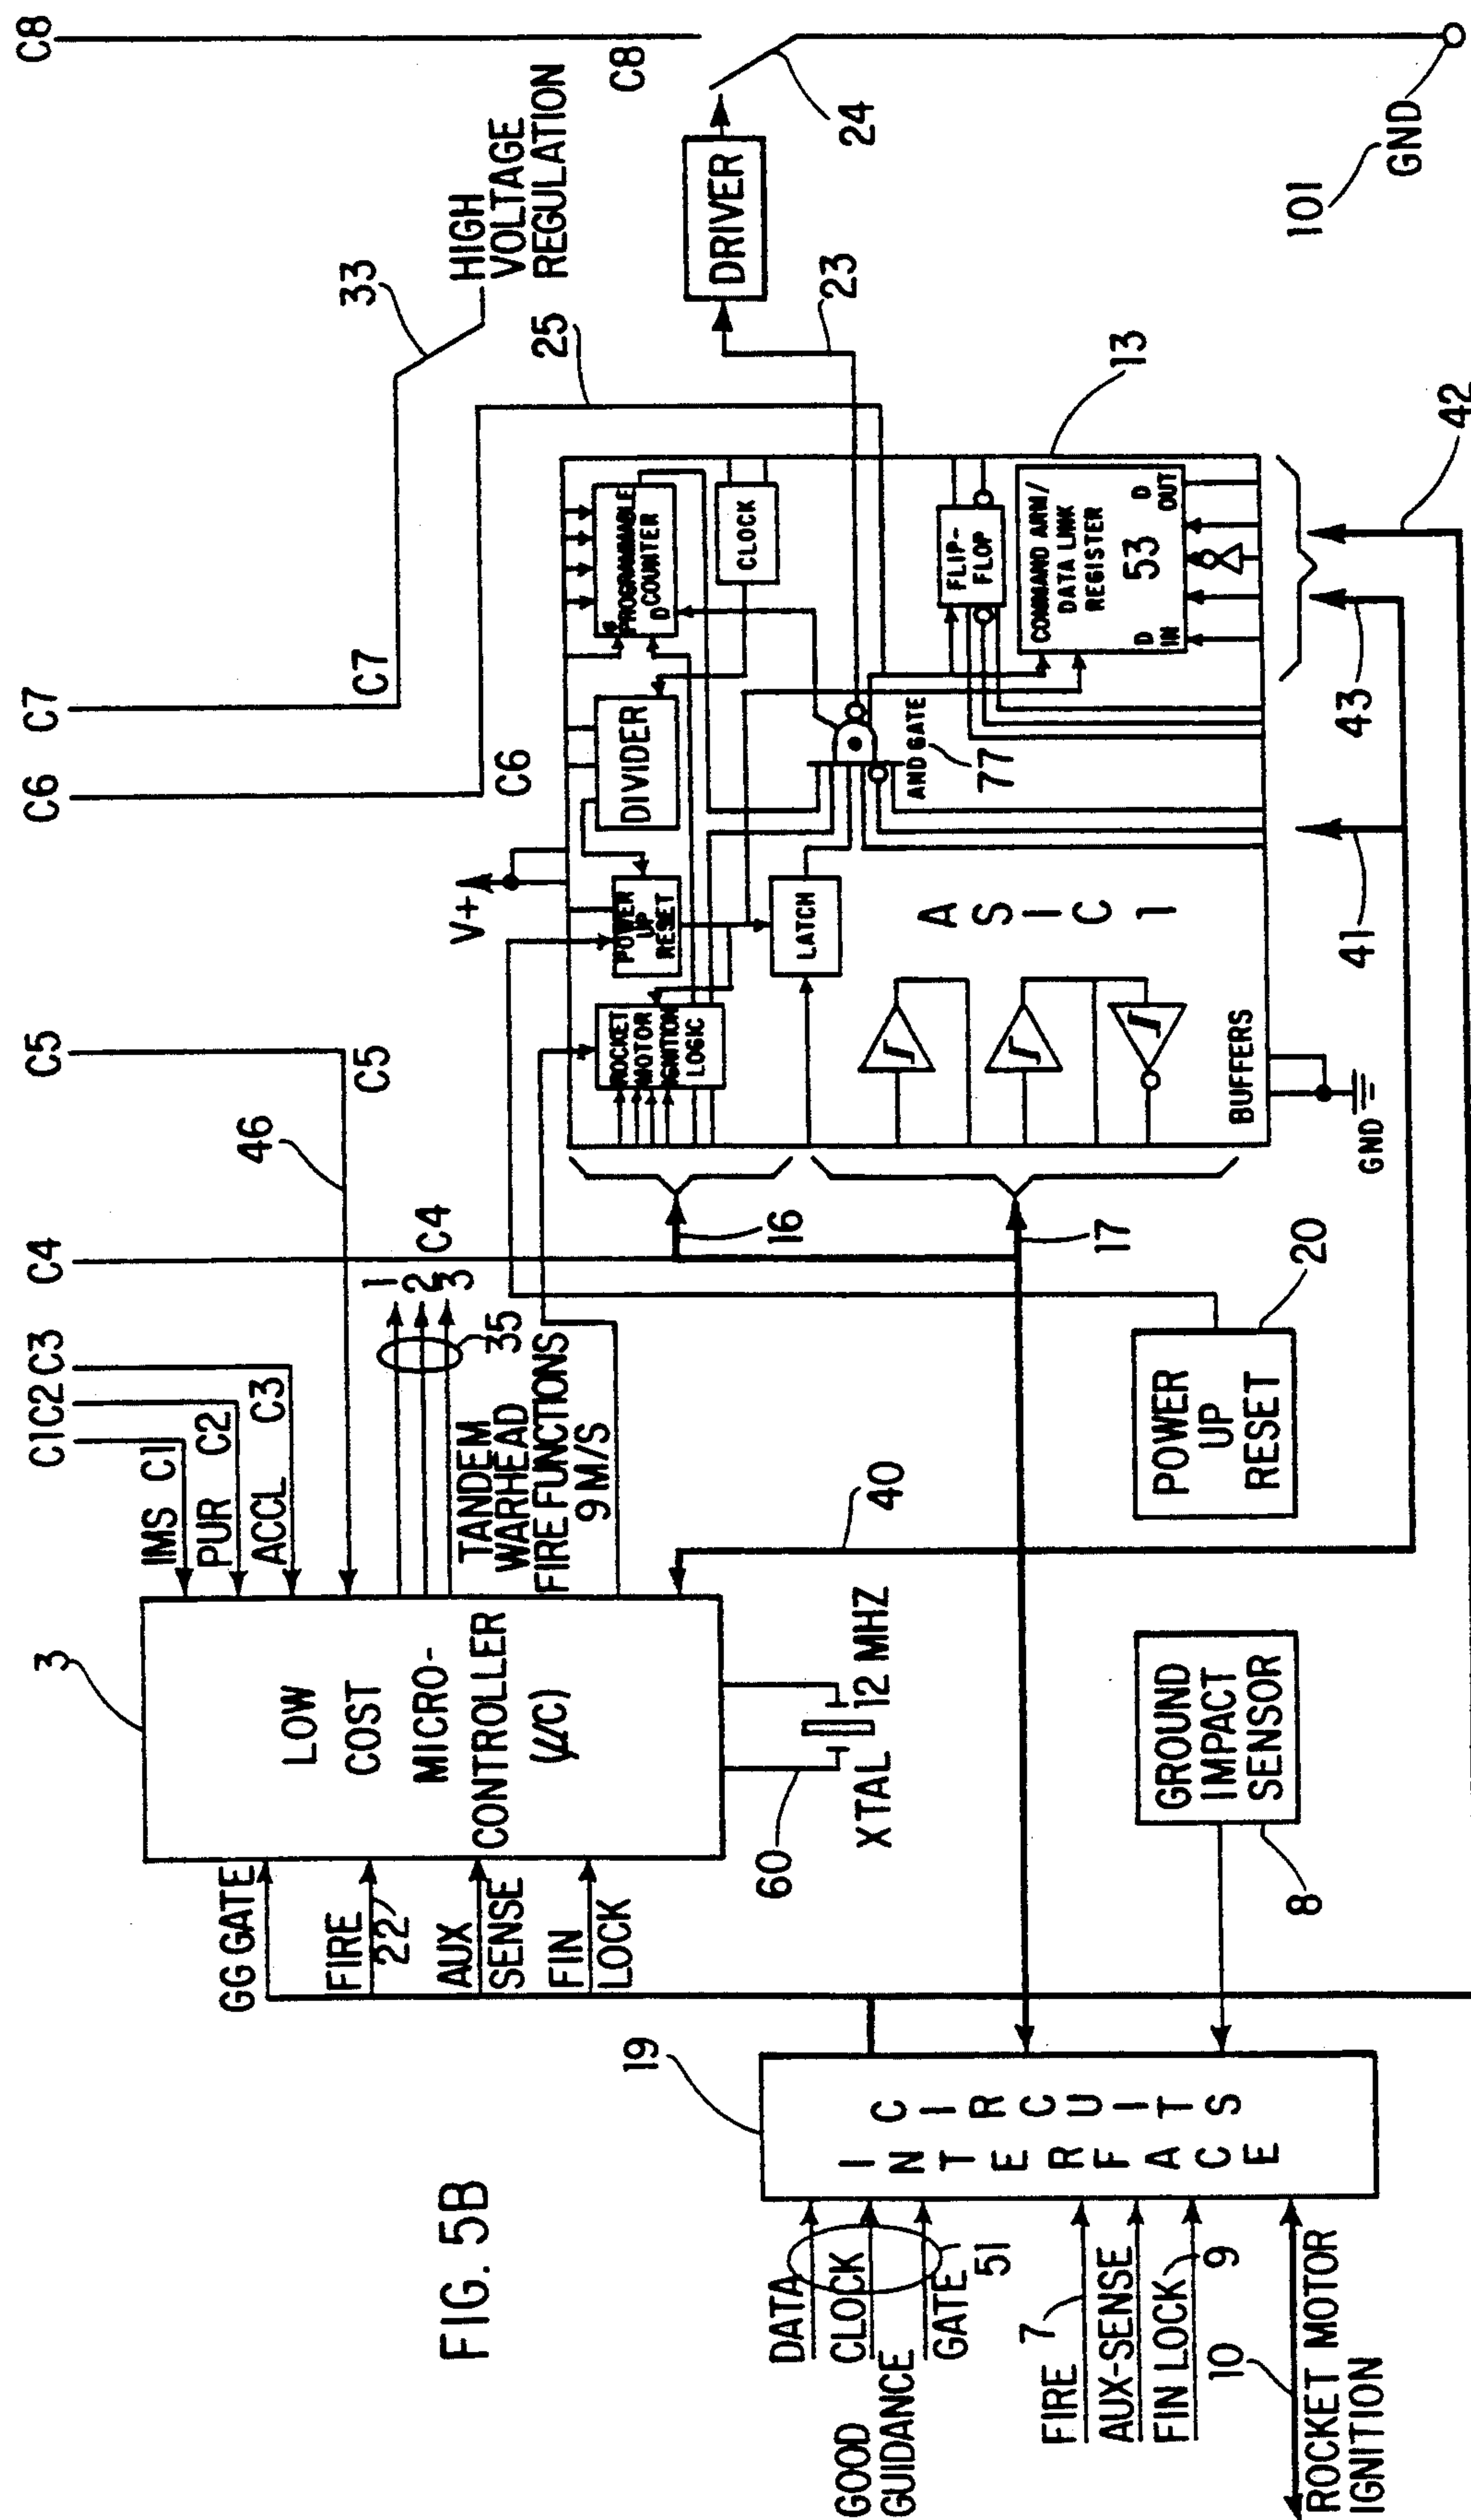 FIG. 5B
C1
C2
C3
C4
C5
C6
C7
C8
IMS C1
PUR C2
ACCL C3
46
C5
C4
C6
C7
33
HIGH
VOLTAGE
REGULATION
25
C8
3
LOW
COST
MICRO-
CONTROLLER
(μC)
GG GATE
FIRE
22
AUX
SENSE
FIN
LOCK
1
2
3
35
TANDEM
WARHEAD
FIRE FUNCTIONS
9 M/S
60
XTAL
12 MHZ
40
V+
ROCKET
MOTOR
IGNITION
LOGIC
POWER
UP
RESET
DIVIDER
PROGRAMMABLE
COUNTER
D
CLOCK
LATCH
AND GATE
77
FLIP-
FLOP
COMMAND ARM/
DATA LINK
REGISTER
53
D
IN
D
OUT
ASIC 1
BUFFERS
GND
13
16
17
23
DRIVER
24
101
GND
19
INTERFACE
CIRCUITS
DATA
CLOCK
GOOD
GUIDANCE
GATE
51
FIRE
7
AUX-SENSE
FIN LOCK
9
10
ROCKET MOTOR
IGNITION
GROUND
IMPACT
SENSOR
8
POWER
UP
RESET
20
41
43
42